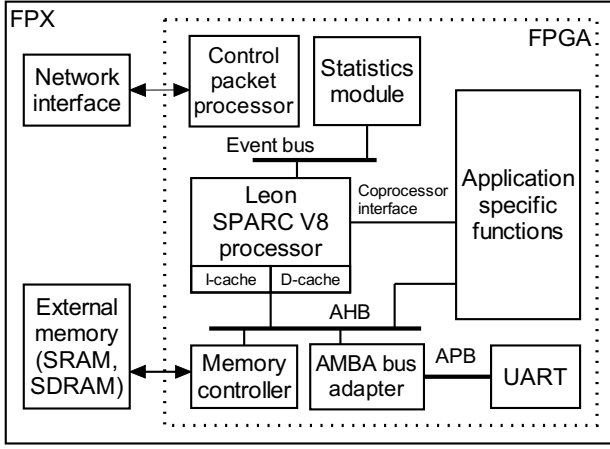 FPX
FPGA
Network
interface
Control
packet
processor
Statistics
module
Event bus
Leon
SPARC V8
processor
I-cache
D-cache
Coprocessor
interface
Application
specific
functions
External
memory
(SRAM,
SDRAM)
AHB
Memory
controller
AMBA bus
adapter
APB
UART